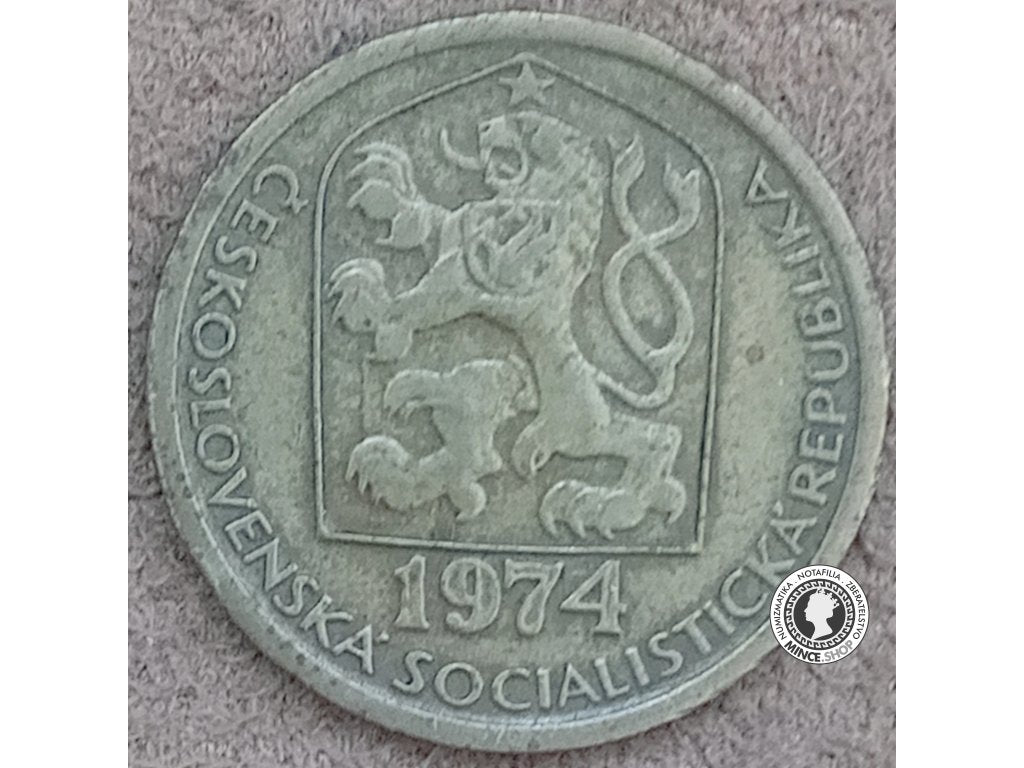 ČESKOSLOVENSKÁ SOCIALISTICKÁ REPUBLIKA
1974
NUMIZMATIKA . NOTAFILIA . ZBERATEĽSTVO
MINCE.SHOP